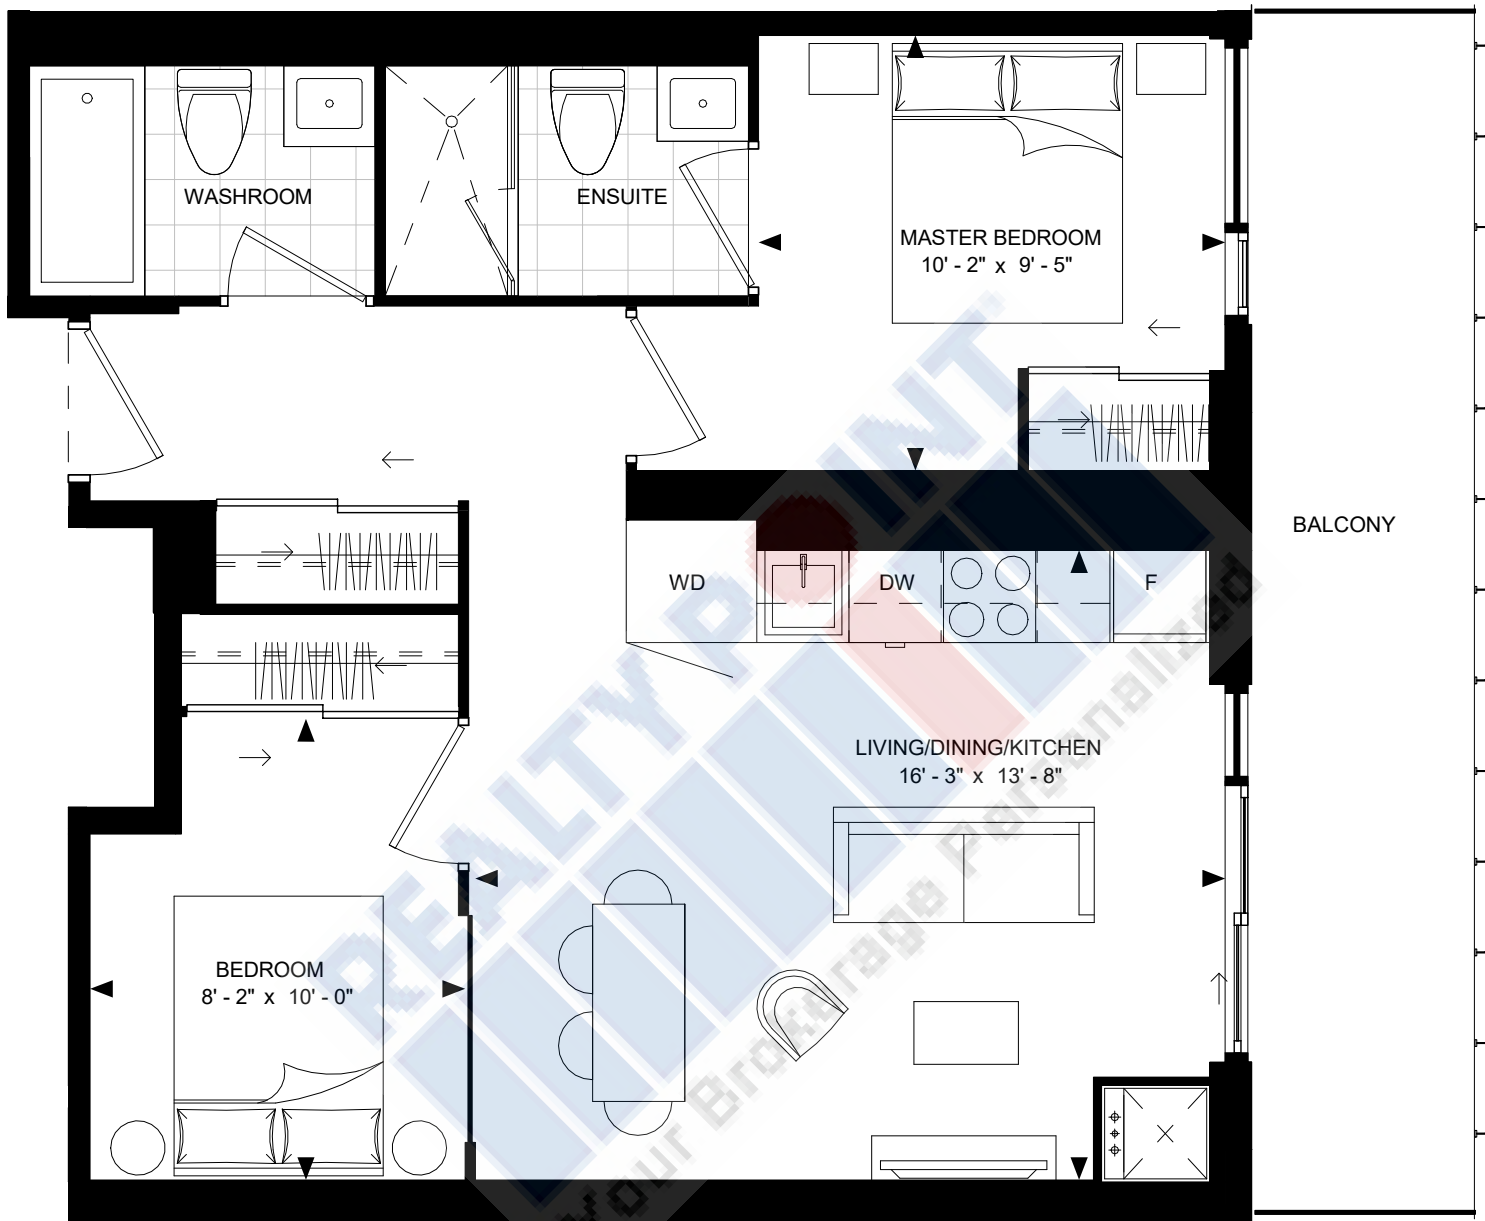 WASHROOM
ENSUITE
MASTER BEDROOM
10' - 2" x 9' - 5"
BALCONY
WD
DW
F
LIVING/DINING/KITCHEN
16' - 3" x 13' - 8"
BEDROOM
8' - 2" x 10' - 0"
REALTY POINT
Your Brokerage Personalized